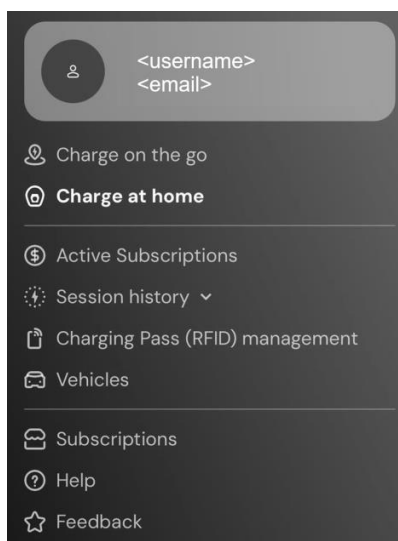 <username>
<email>
Charge on the go
Charge at home
Active Subscriptions
Session history
Charging Pass (RFID) management
Vehicles
Subscriptions
Help
Feedback